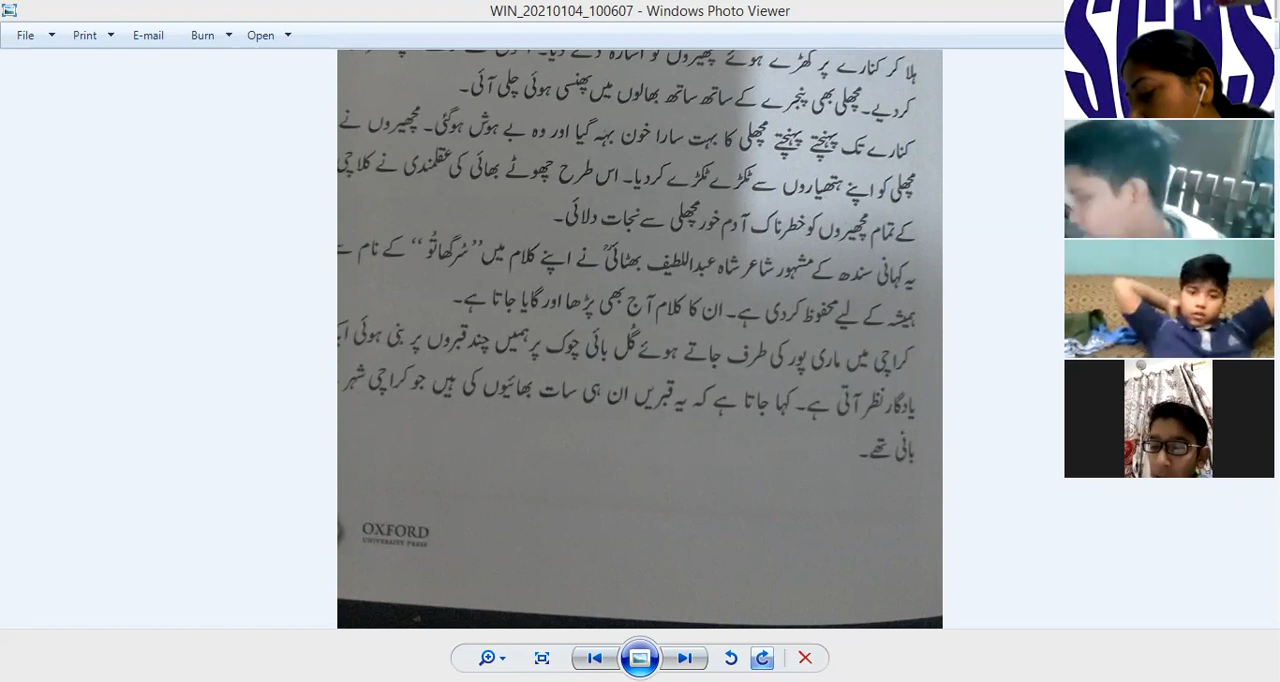 WIN_20210104_100607 - Windows Photo Viewer
File Print E-mail Burn Open
SCHS
ہلا کر کنارے پر کھڑے ہوئے مچھیروں کو اشارہ دے دیا۔
کردیے۔ مچھلی بھی پنجرے کے ساتھ ساتھ بھالوں میں پھنسی ہوئی چلی آئی۔
کنارے تک پہنچتے پہنچتے مچھلی کا بہت سارا خون بہہ گیا اور وہ بے ہوش ہوگئی۔ مچھیروں نے
مچھلی کو اپنے ہتھیاروں سے ٹکڑے ٹکڑے کردیا۔ اس طرح چھوٹے بھائی کی عقلمندی نے کلاچی
کے تمام مچھیروں کو خطرناک آدم خور مچھلی سے نجات دلائی۔
یہ کہانی سندھ کے مشہور شاعر شاہ عبداللطیف بھٹائیؒ نے اپنے کلام میں ”سُر گھاتُو“ کے نام سے
ہمیشہ کے لیے محفوظ کردی ہے۔ ان کا کلام آج بھی پڑھا اور گایا جاتا ہے۔
کراچی میں ماری پور کی طرف جاتے ہوئے گُل بائی چوک پر ہمیں چند قبروں پر بنی ہوئی
یادگار نظر آتی ہے۔ کہا جاتا ہے کہ یہ قبریں ان ہی سات بھائیوں کی ہیں جو کراچی شہر
بانی تھے۔
OXFORD
UNIVERSITY PRESS